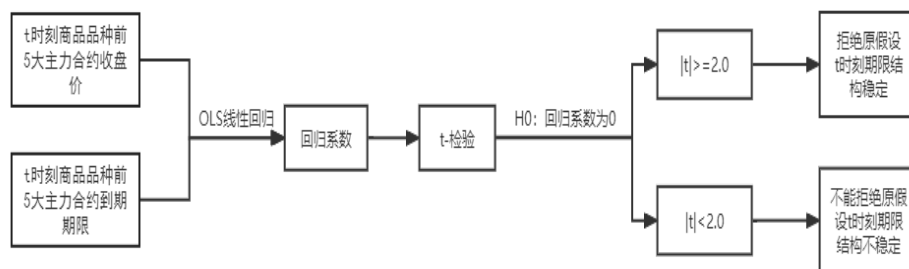 t时刻商品品种前
5大主力合约收盘
价
t时刻商品品种前
5大主力合约到期
期限
OLS线性回归
回归系数
t-检验
H0：回归系数为0
|t|>=2.0
拒绝原假设
t时刻期限结
构稳定
|t|<2.0
不能拒绝原假
设t时刻期限
结构不稳定